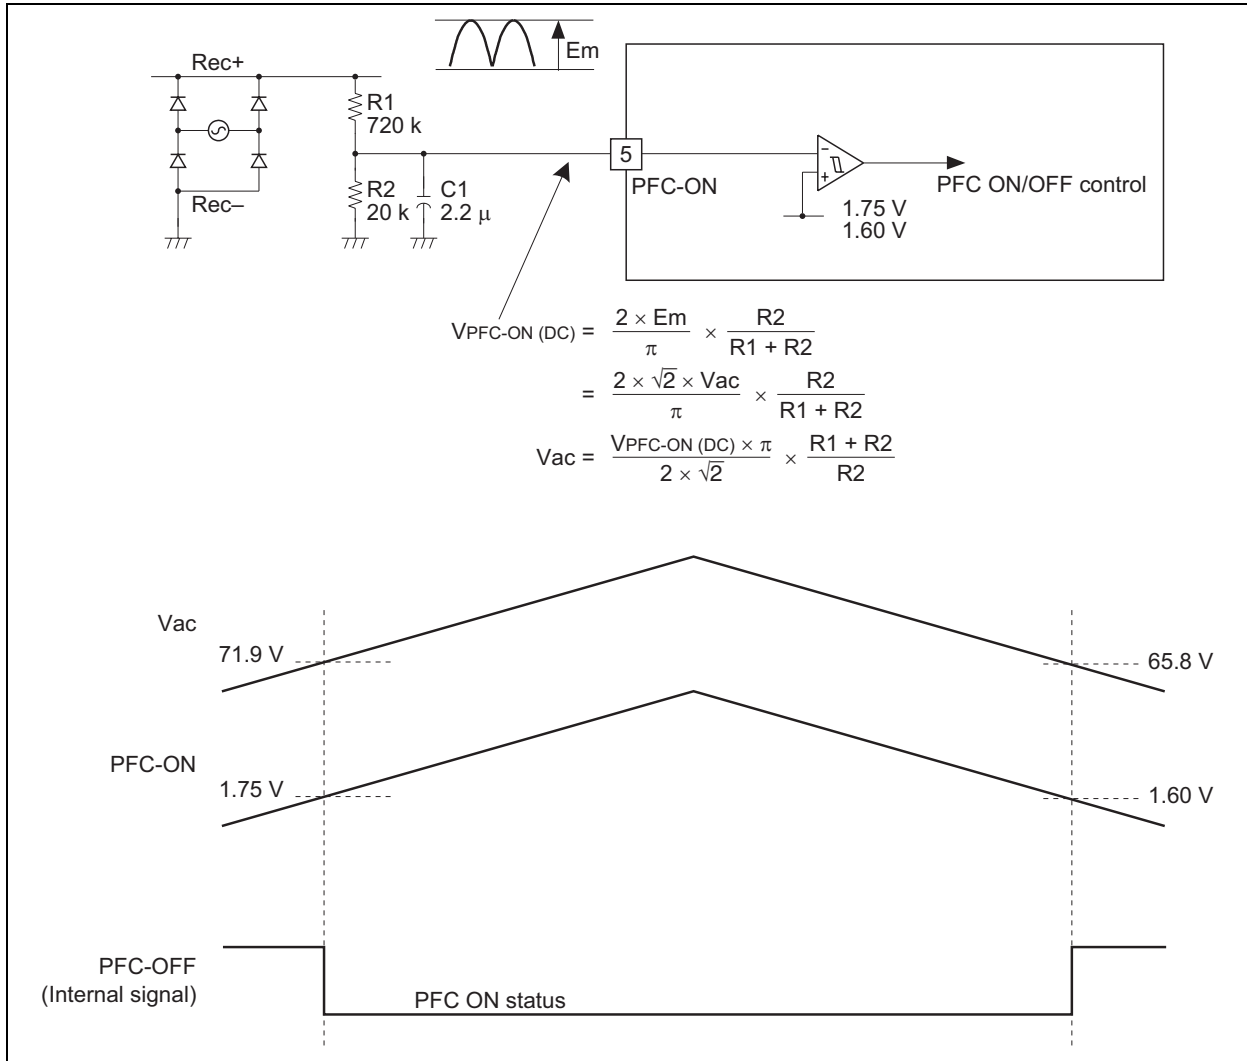 Em
Rec+
R1
720 k
5
PFC-ON
PFC ON/OFF control
R2
20 k
C1
2.2 μ
Rec–
1.75 V
1.60 V
VPFC-ON (DC) = 2 × Em / π × R2 / R1 + R2
= 2 × √2 × Vac / π × R2 / R1 + R2
Vac = VPFC-ON (DC) × π / 2 × √2 × R1 + R2 / R2
Vac
71.9 V
65.8 V
PFC-ON
1.75 V
1.60 V
PFC-OFF
(Internal signal)
PFC ON status